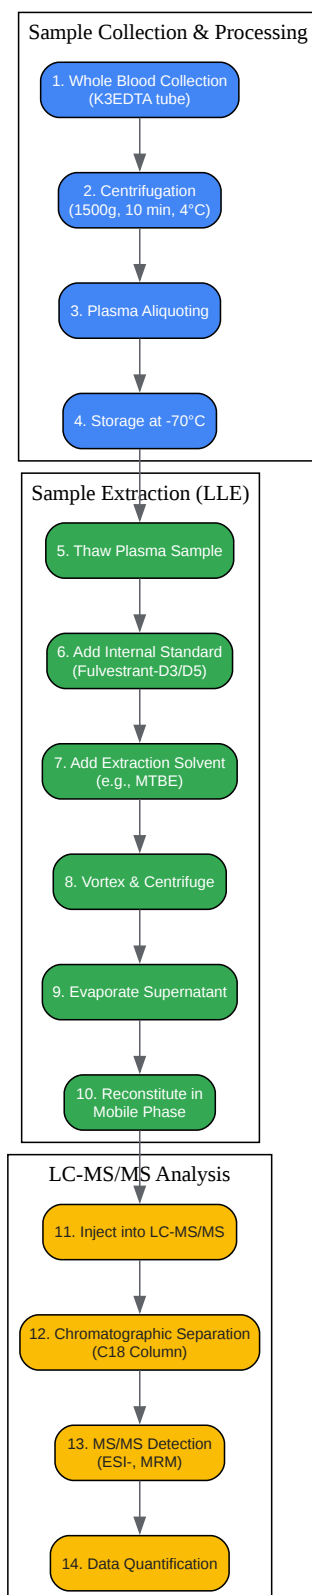 Sample Collection & Processing
1. Whole Blood Collection
(K3EDTA tube)
2. Centrifugation
(1500g, 10 min, 4°C)
3. Plasma Aliquoting
4. Storage at -70°C
Sample Extraction (LLE)
5. Thaw Plasma Sample
6. Add Internal Standard
(Fulvestrant-D3/D5)
7. Add Extraction Solvent
(e.g., MTBE)
8. Vortex & Centrifuge
9. Evaporate Supernatant
10. Reconstitute in
Mobile Phase
LC-MS/MS Analysis
11. Inject into LC-MS/MS
12. Chromatographic Separation
(C18 Column)
13. MS/MS Detection
(ESI-, MRM)
14. Data Quantification